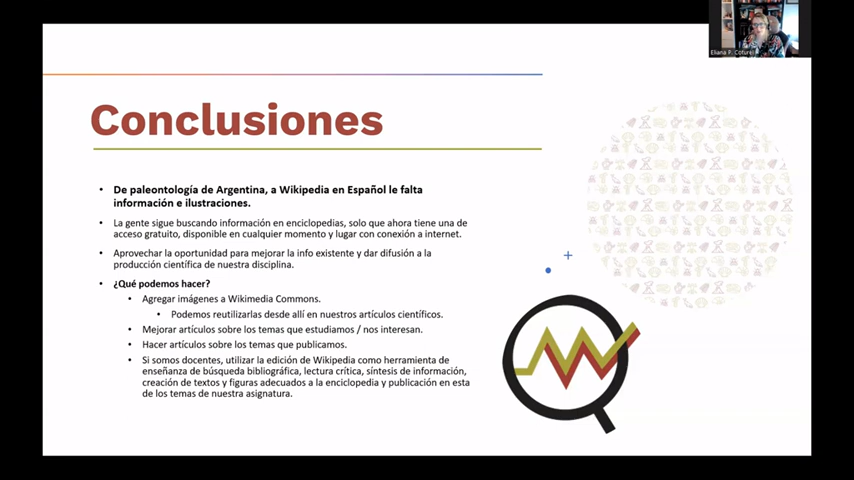 Eliana P. Coturel
Conclusiones
• De paleontología de Argentina, a Wikipedia en Español le falta
información e ilustraciones.
• La gente sigue buscando información en enciclopedias, solo que ahora tiene una de
acceso gratuito, disponible en cualquier momento y lugar con conexión a internet.
• Aprovechar la oportunidad para mejorar la info existente y dar difusión a la
producción científica de nuestra disciplina.
• ¿Qué podemos hacer?
• Agregar imágenes a Wikimedia Commons.
• Podemos reutilizarlas desde allí en nuestros artículos científicos.
• Mejorar artículos sobre los temas que estudiamos / nos interesan.
• Hacer artículos sobre los temas que publicamos.
• Si somos docentes, utilizar la edición de Wikipedia como herramienta de
enseñanza de búsqueda bibliográfica, lectura crítica, síntesis de información,
creación de textos y figuras adecuados a la enciclopedia y publicación en esta
de los temas de nuestra asignatura.